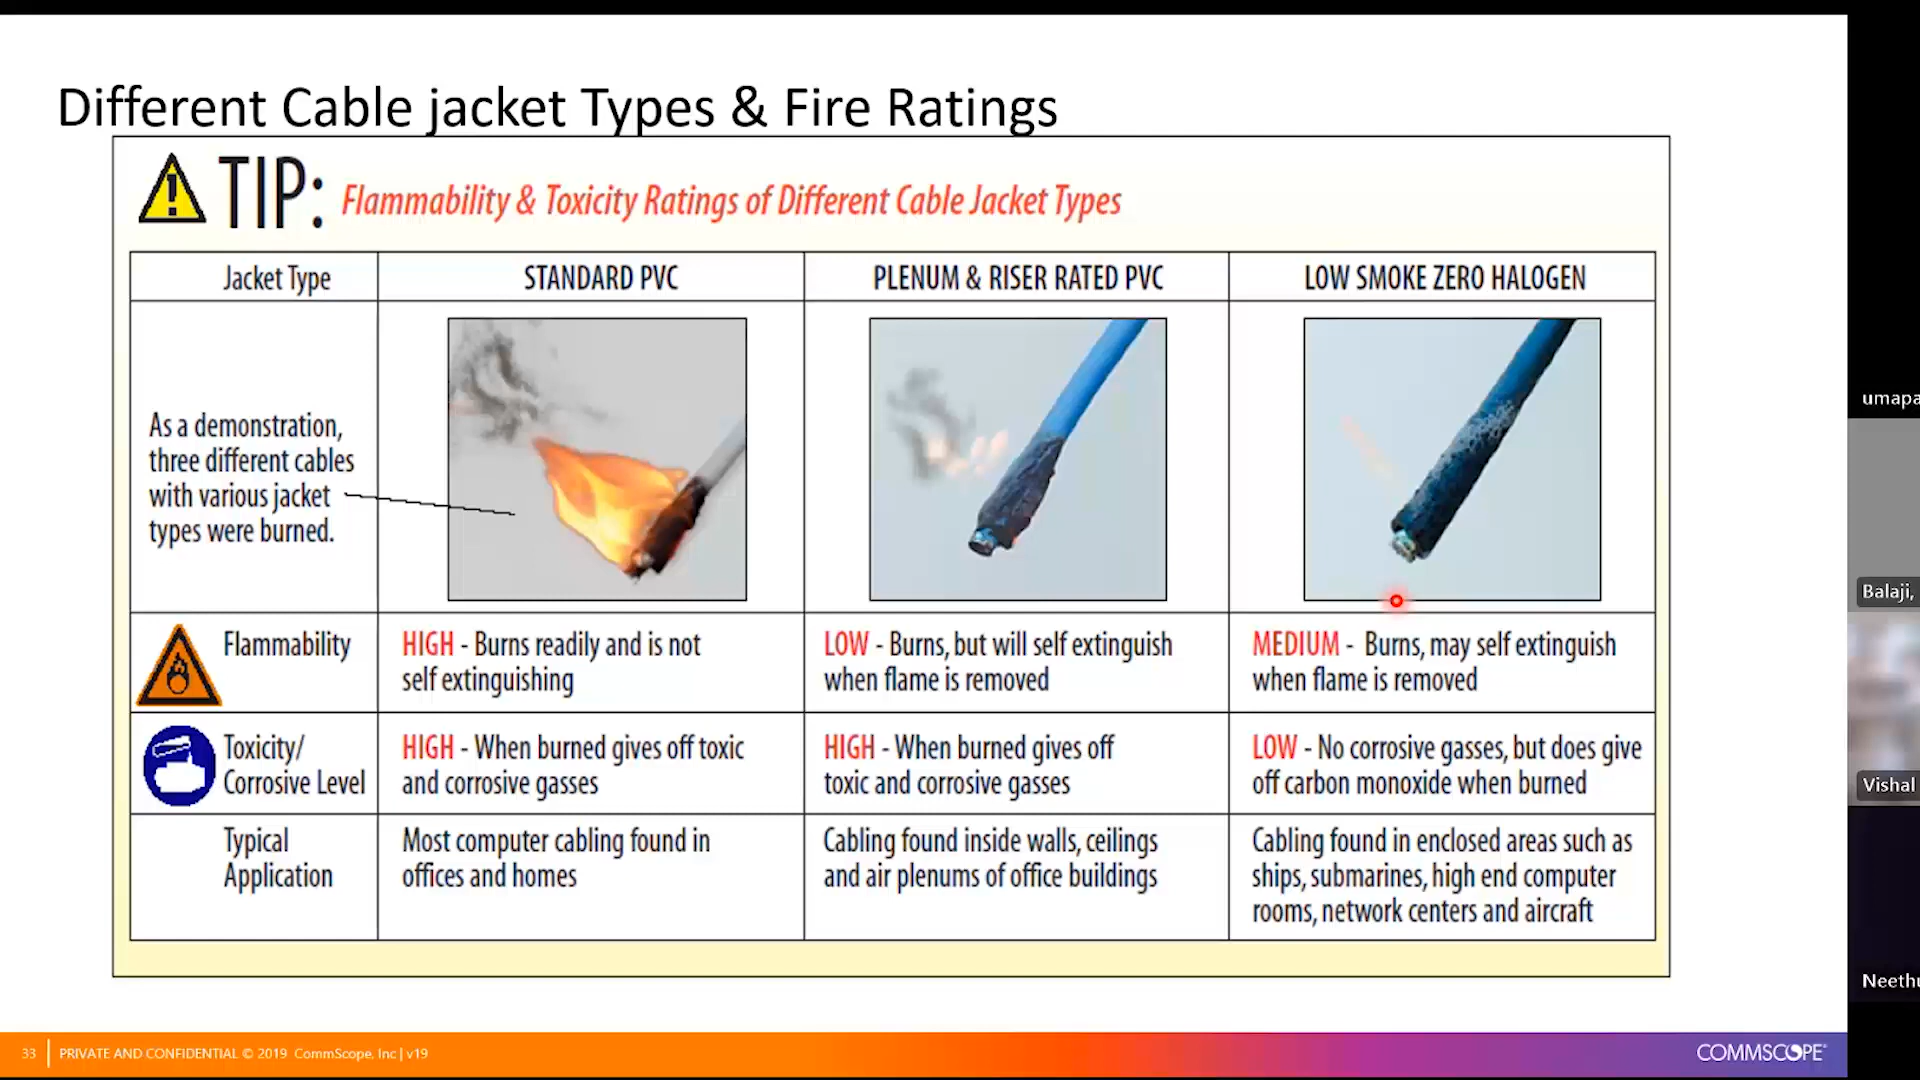 Different Cable jacket Types & Fire Ratings
TIP: Flammability & Toxicity Ratings of Different Cable Jacket Types
Jacket Type
STANDARD PVC
PLENUM & RISER RATED PVC
LOW SMOKE ZERO HALOGEN
As a demonstration,
three different cables
with various jacket
types were burned.
Flammability
HIGH - Burns readily and is not
self extinguishing
LOW - Burns, but will self extinguish
when flame is removed
MEDIUM - Burns, may self extinguish
when flame is removed
Toxicity/
Corrosive Level
HIGH - When burned gives off toxic
and corrosive gasses
HIGH - When burned gives off
toxic and corrosive gasses
LOW - No corrosive gasses, but does give
off carbon monoxide when burned
Typical
Application
Most computer cabling found in
offices and homes
Cabling found inside walls, ceilings
and air plenums of office buildings
Cabling found in enclosed areas such as
ships, submarines, high end computer
rooms, network centers and aircraft
umapa
Balaji,
Vishal
Neethu
33
PRIVATE AND CONFIDENTIAL © 2019 CommScope, Inc | v19
COMMSCOPE